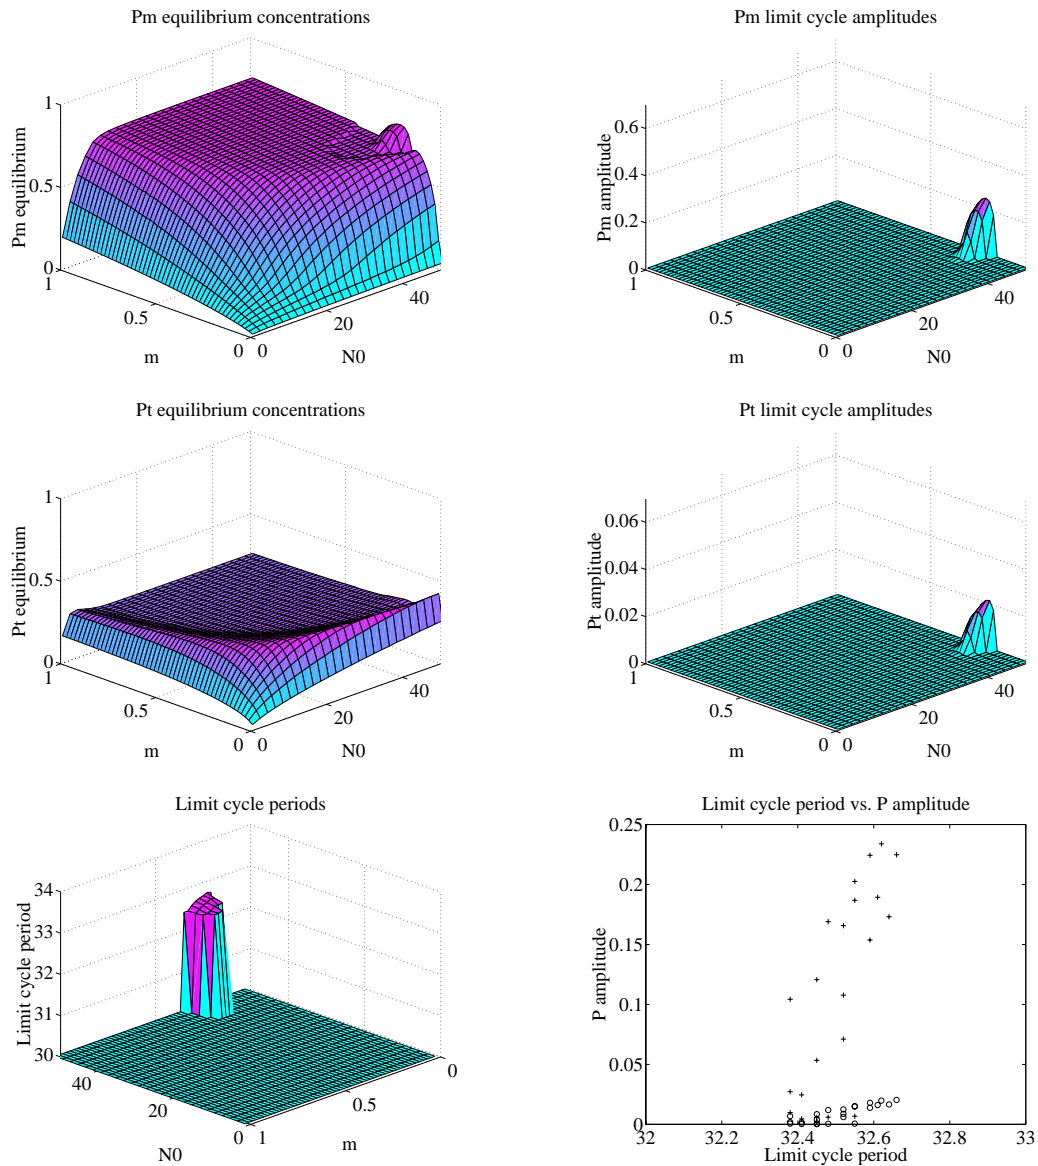 Pm equilibrium concentrations
Pm equilibrium
1
0.5
0
1
0.5
0
m
0
20
40
N0
Pm limit cycle amplitudes
Pm amplitude
0.6
0.4
0.2
0
1
0.5
0
m
0
20
40
N0
Pt equilibrium concentrations
Pt equilibrium
1
0.5
0
1
0.5
0
m
0
20
40
N0
Pt limit cycle amplitudes
Pt amplitude
0.06
0.04
0.02
0
1
0.5
0
m
0
20
40
N0
Limit cycle periods
Limit cycle period
34
33
32
31
30
40
20
0
N0
1
0.5
0
m
Limit cycle period vs. P amplitude
P amplitude
0.25
0.2
0.15
0.1
0.05
0
32
32.2
32.4
32.6
32.8
33
Limit cycle period